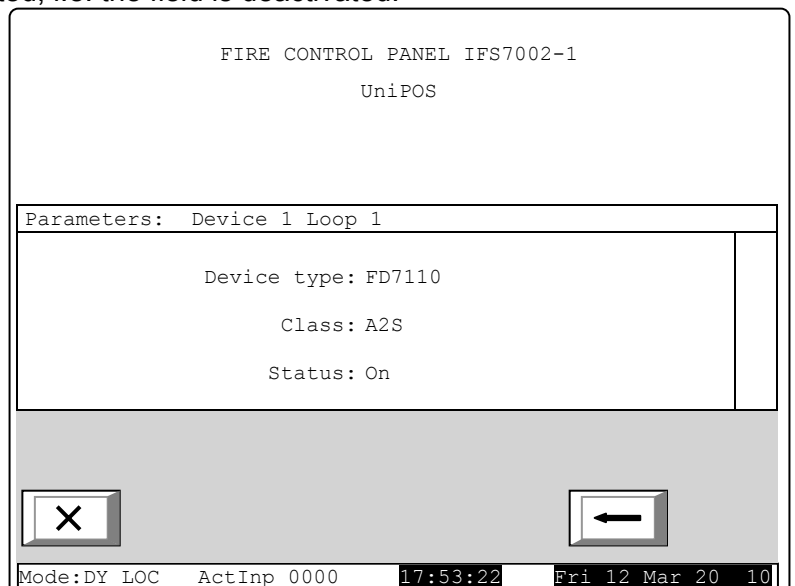 FIRE CONTROL PANEL IFS7002-1
UniPOS
Parameters: Device 1 Loop 1
Device type: FD7110
Class: A2S
Status: On
Mode:DY LOC ActInp 0000 17:53:22 Fri 12 Mar 20 10